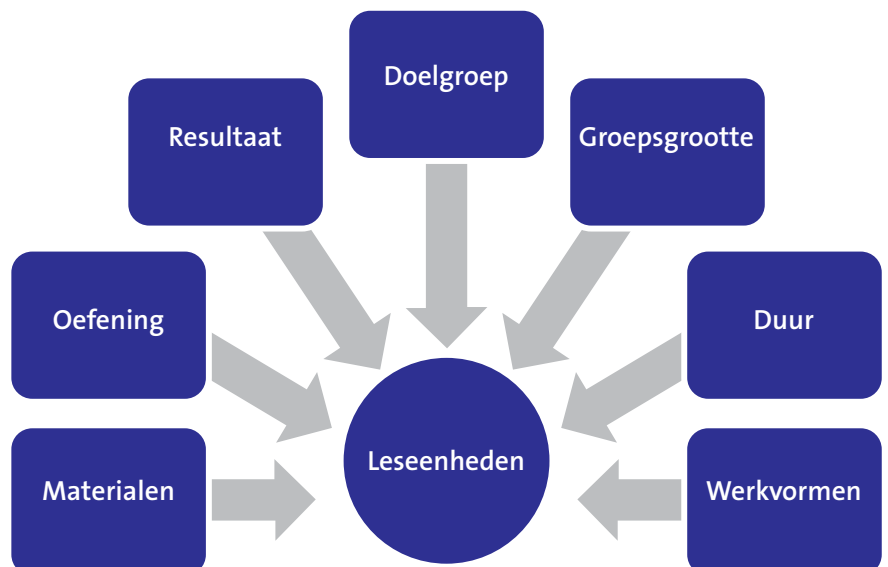 Doelgroep
Resultaat
Groepsgrootte
Oefening
Duur
Leseenheden
Materialen
Werkvormen